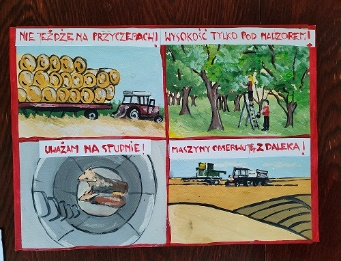 NIE JEŻDŻĘ NA PRZYCZEPACH!
WYSOKOŚĆ TYLKO POD NADZOREM!
UWAŻAM NA STUDNIE!
MASZYNY OBSERWUJĘ Z DALEKA!